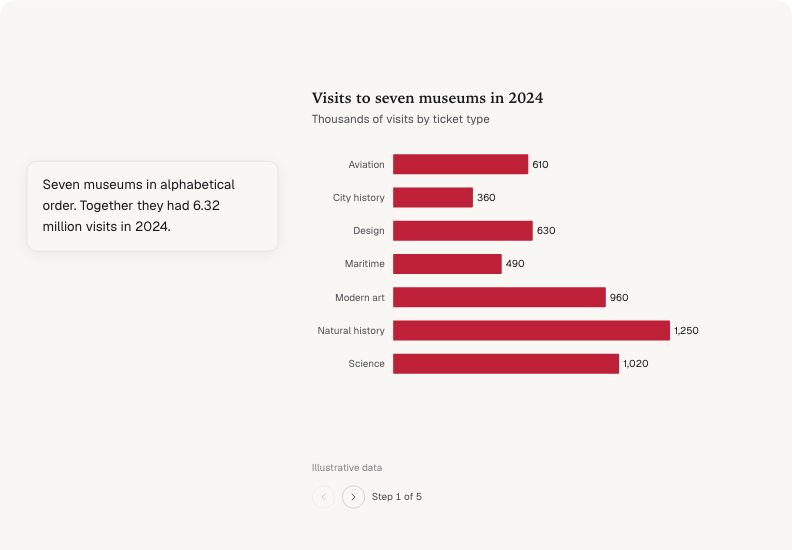 Visits to seven museums in 2024
Thousands of visits by ticket type
Seven museums in alphabetical
order. Together they had 6.32
million visits in 2024.
Aviation 610
City history 360
Design 630
Maritime 490
Modern art 960
Natural history 1,250
Science 1,020
Illustrative data
Step 1 of 5